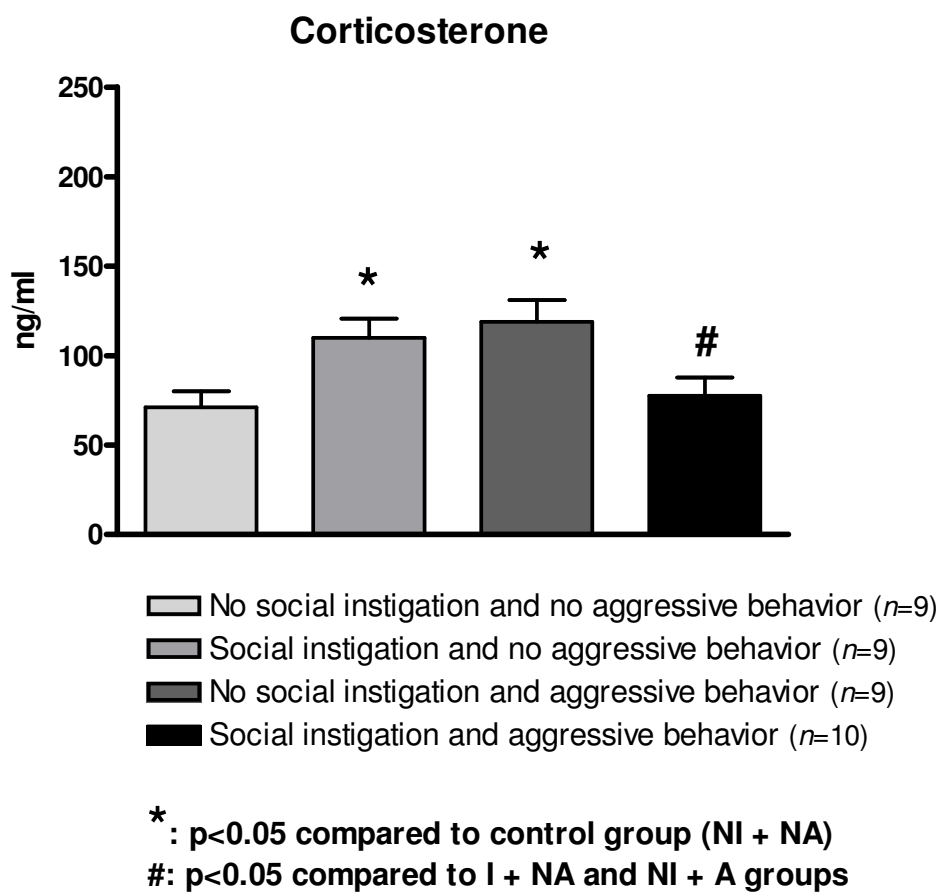 Corticosterone
250
200
150
100
50
0
ng/ml
*
*
#
No social instigation and no aggressive behavior (n=9)
Social instigation and no aggressive behavior (n=9)
No social instigation and aggressive behavior (n=9)
Social instigation and aggressive behavior (n=10)
*: p<0.05 compared to control group (NI + NA)
#: p<0.05 compared to I + NA and NI + A groups